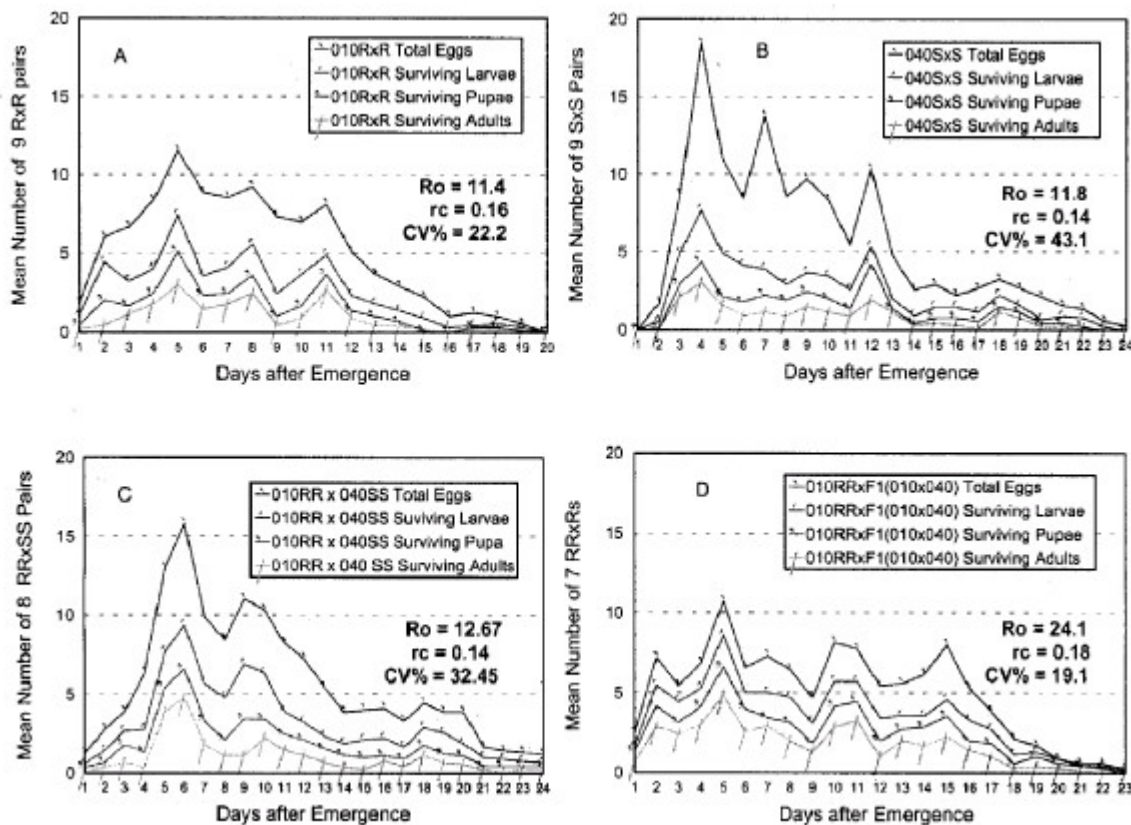 20
15
10
5
0
Mean Number of 9 RxR pairs
A
010RxR Total Eggs
010RxR Surviving Larvae
010RxR Surviving Pupae
010RxR Surviving Adults
Ro = 11.4
rc = 0.16
CV% = 22.2
1 2 3 4 5 6 7 8 9 10 11 12 13 14 15 16 17 18 19 20
Days after Emergence
20
15
10
5
0
Mean Number of 9 SxS Pairs
B
040SxS Total Eggs
040SxS Suviving Larvae
040SxS Suviving Pupae
040SxS Suviving Adults
Ro = 11.8
rc = 0.14
CV% = 43.1
1 2 3 4 5 6 7 8 9 10 11 12 13 14 15 16 17 18 19 20 21 22 23 24
Days after Emergence
20
15
10
5
0
Mean Number of 8 RRxSS Pairs
C
010RR x 040SS Total Eggs
010RR x 040SS Suviving Larvae
010RR x 040SS Surviving Pupa
010RR x 040 SS Surviving Adults
Ro = 12.67
rc = 0.14
CV% = 32.45
1 2 3 4 5 6 7 8 9 10 11 12 13 14 15 16 17 18 13 19 20 21 22 23 24
Days after Emergence
20
15
10
5
0
Mean Number of 7 RRxRs
D
010RRxF1(010x040) Total Eggs
010RRxF1(010x040) Surviving Larvae
010RRxF1(010x040) Surviving Pupae
010RRxF1(010x040) Surviving Adults
Ro = 24.1
rc = 0.18
CV% = 19.1
1 2 3 4 5 6 7 8 9 10 11 12 13 14 15 16 17 18 19 20 21 22 23
Days after Emergence